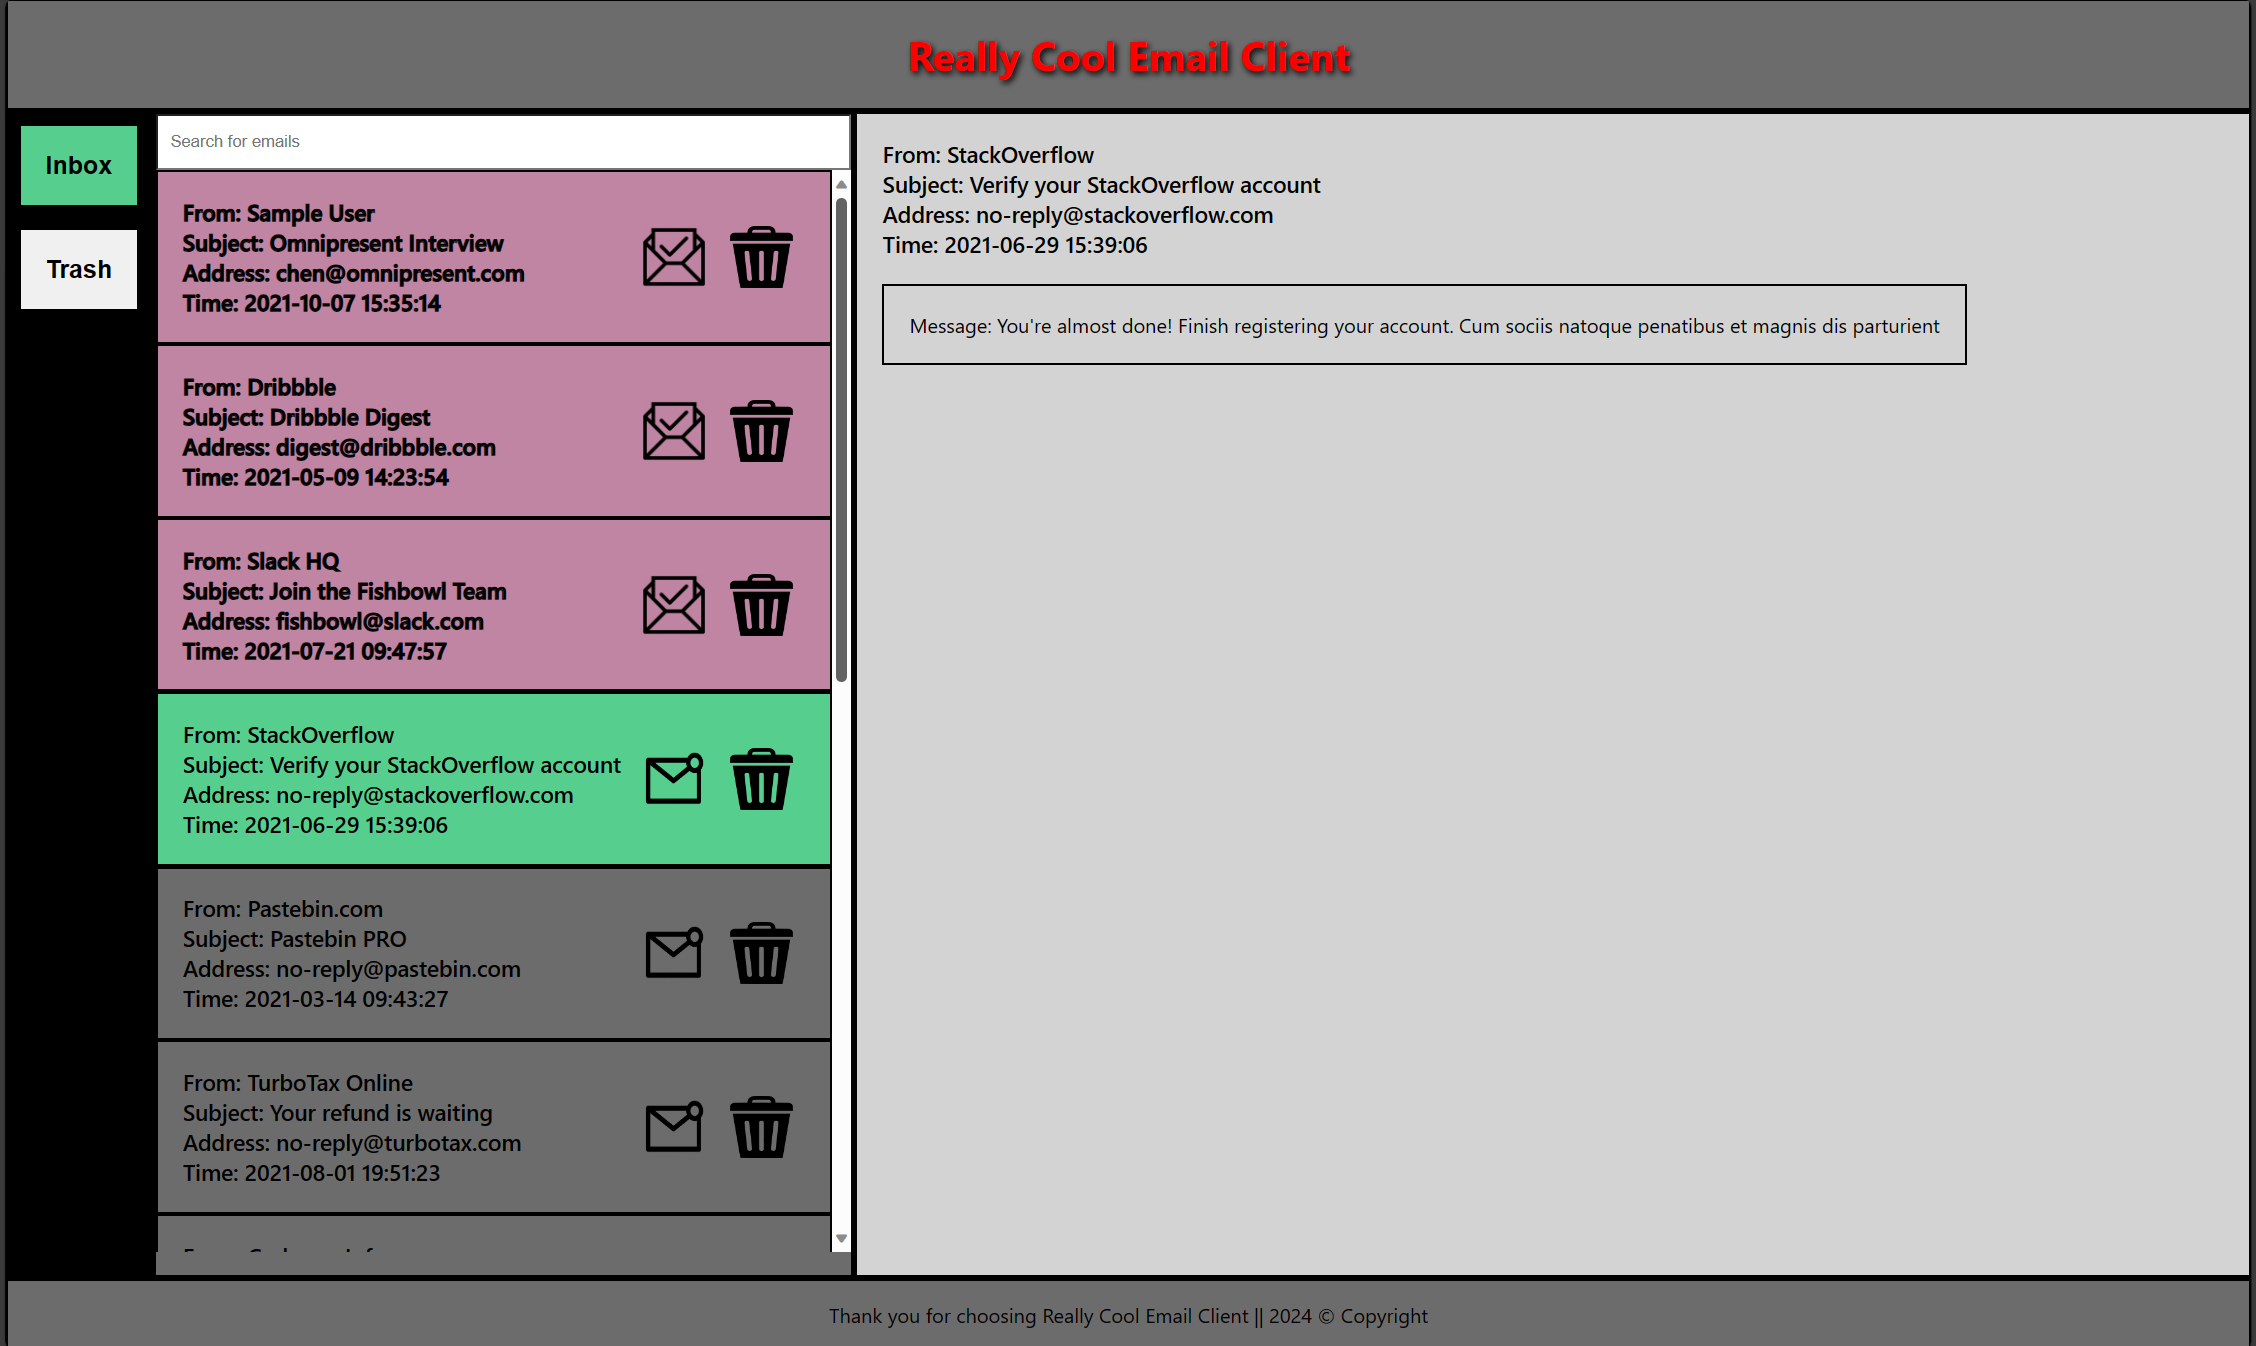 Really Cool Email Client
Inbox
Trash
Search for emails
From: Sample User
Subject: Omnipresent Interview
Address: chen@omnipresent.com
Time: 2021-10-07 15:35:14
From: Dribbble
Subject: Dribbble Digest
Address: digest@dribbble.com
Time: 2021-05-09 14:23:54
From: Slack HQ
Subject: Join the Fishbowl Team
Address: fishbowl@slack.com
Time: 2021-07-21 09:47:57
From: StackOverflow
Subject: Verify your StackOverflow account
Address: no-reply@stackoverflow.com
Time: 2021-06-29 15:39:06
From: Pastebin.com
Subject: Pastebin PRO
Address: no-reply@pastebin.com
Time: 2021-03-14 09:43:27
From: TurboTax Online
Subject: Your refund is waiting
Address: no-reply@turbotax.com
Time: 2021-08-01 19:51:23
From: StackOverflow
Subject: Verify your StackOverflow account
Address: no-reply@stackoverflow.com
Time: 2021-06-29 15:39:06
Message: You're almost done! Finish registering your account. Cum sociis natoque penatibus et magnis dis parturient
Thank you for choosing Really Cool Email Client || 2024 © Copyright